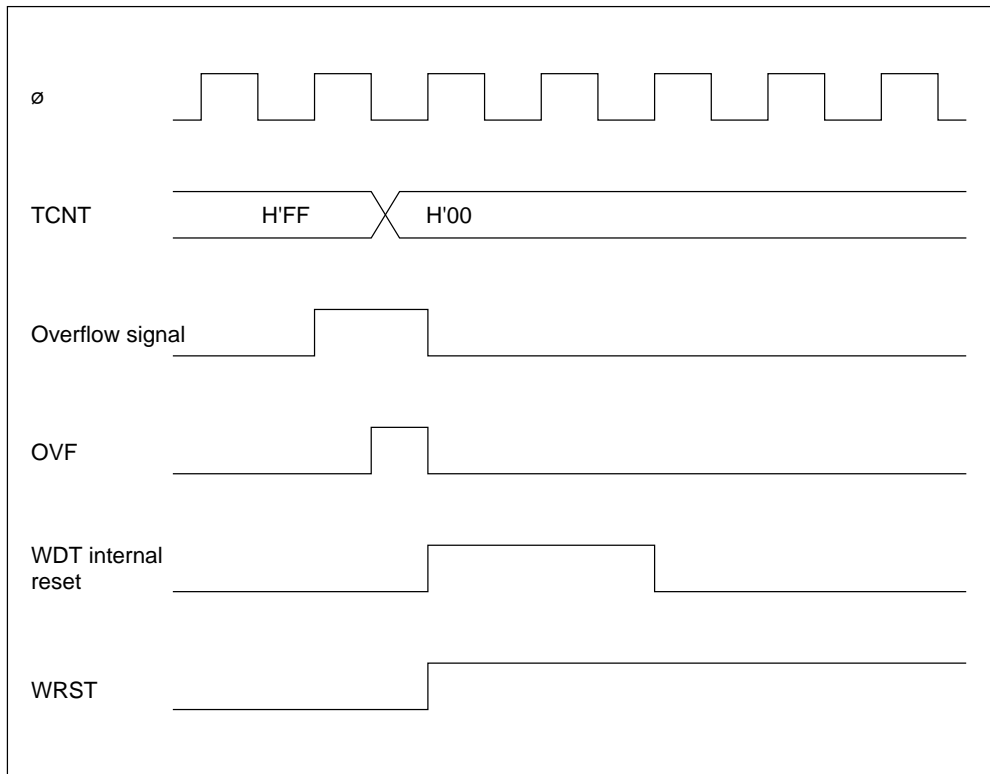 ø
TCNT
H'FF
H'00
Overflow signal
OVF
WDT internal
reset
WRST